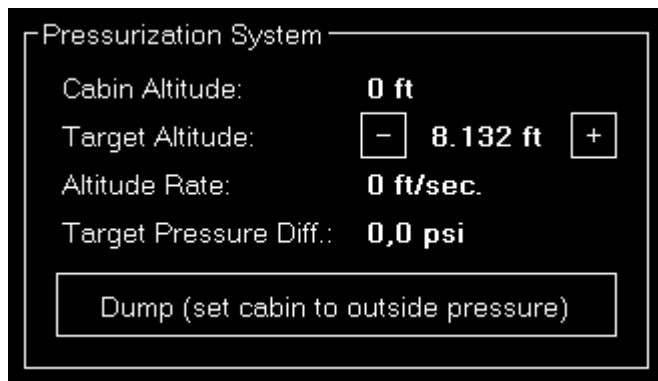 Pressurization System
Cabin Altitude: 0 ft
Target Altitude: - 8.132 ft +
Altitude Rate: 0 ft/sec.
Target Pressure Diff.: 0,0 psi
Dump (set cabin to outside pressure)